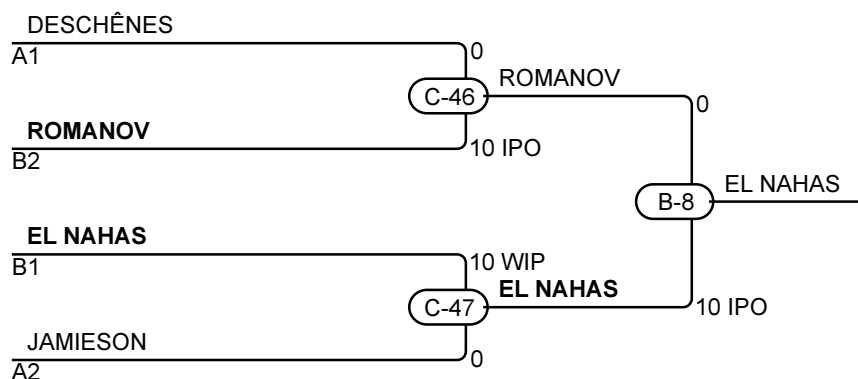 DESCHÊNES
A1
0
C-46
ROMANOV
0
ROMANOV
B2
10 IPO
B-8
EL NAHAS
EL NAHAS
B1
10 WIP
C-47
EL NAHAS
10 IPO
JAMIESON
A2
0